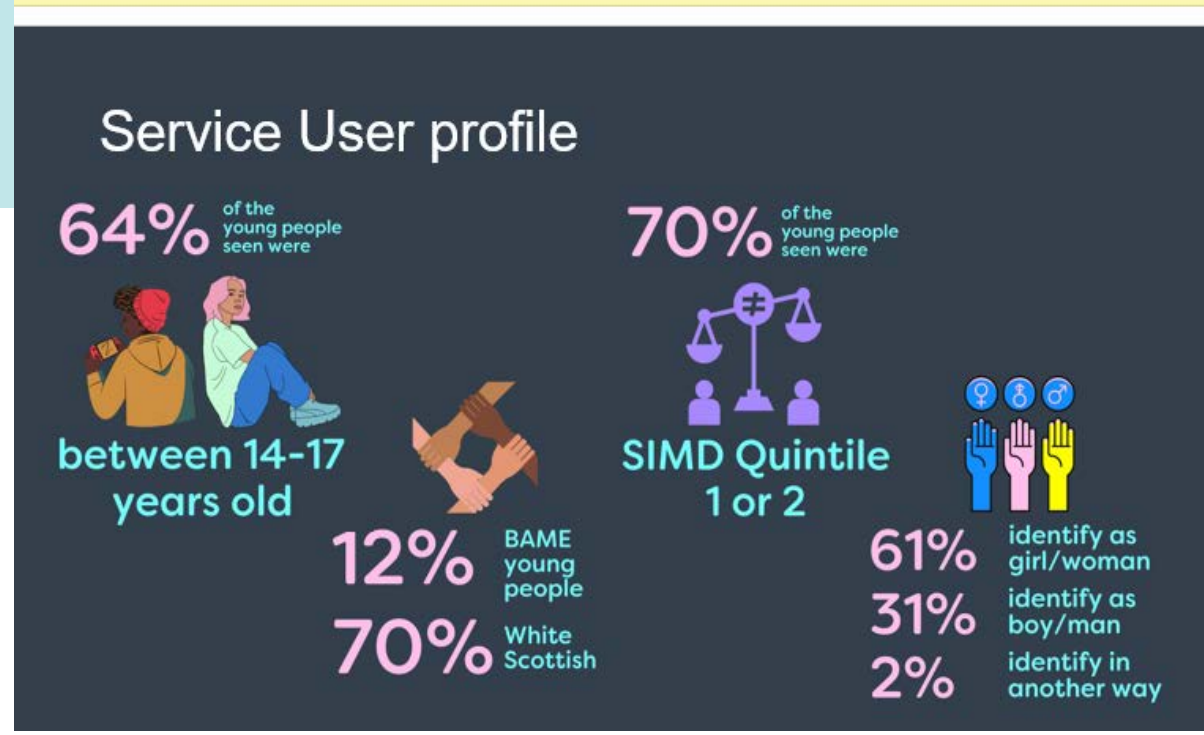 Service User profile
64%
of the
young people
seen were
between 14-17
years old
12%
BAME
young
people
70%
White
Scottish
70%
of the
young people
seen were
SIMD Quintile
1 or 2
61%
identify as
girl/woman
31%
identify as
boy/man
2%
identify in
another way